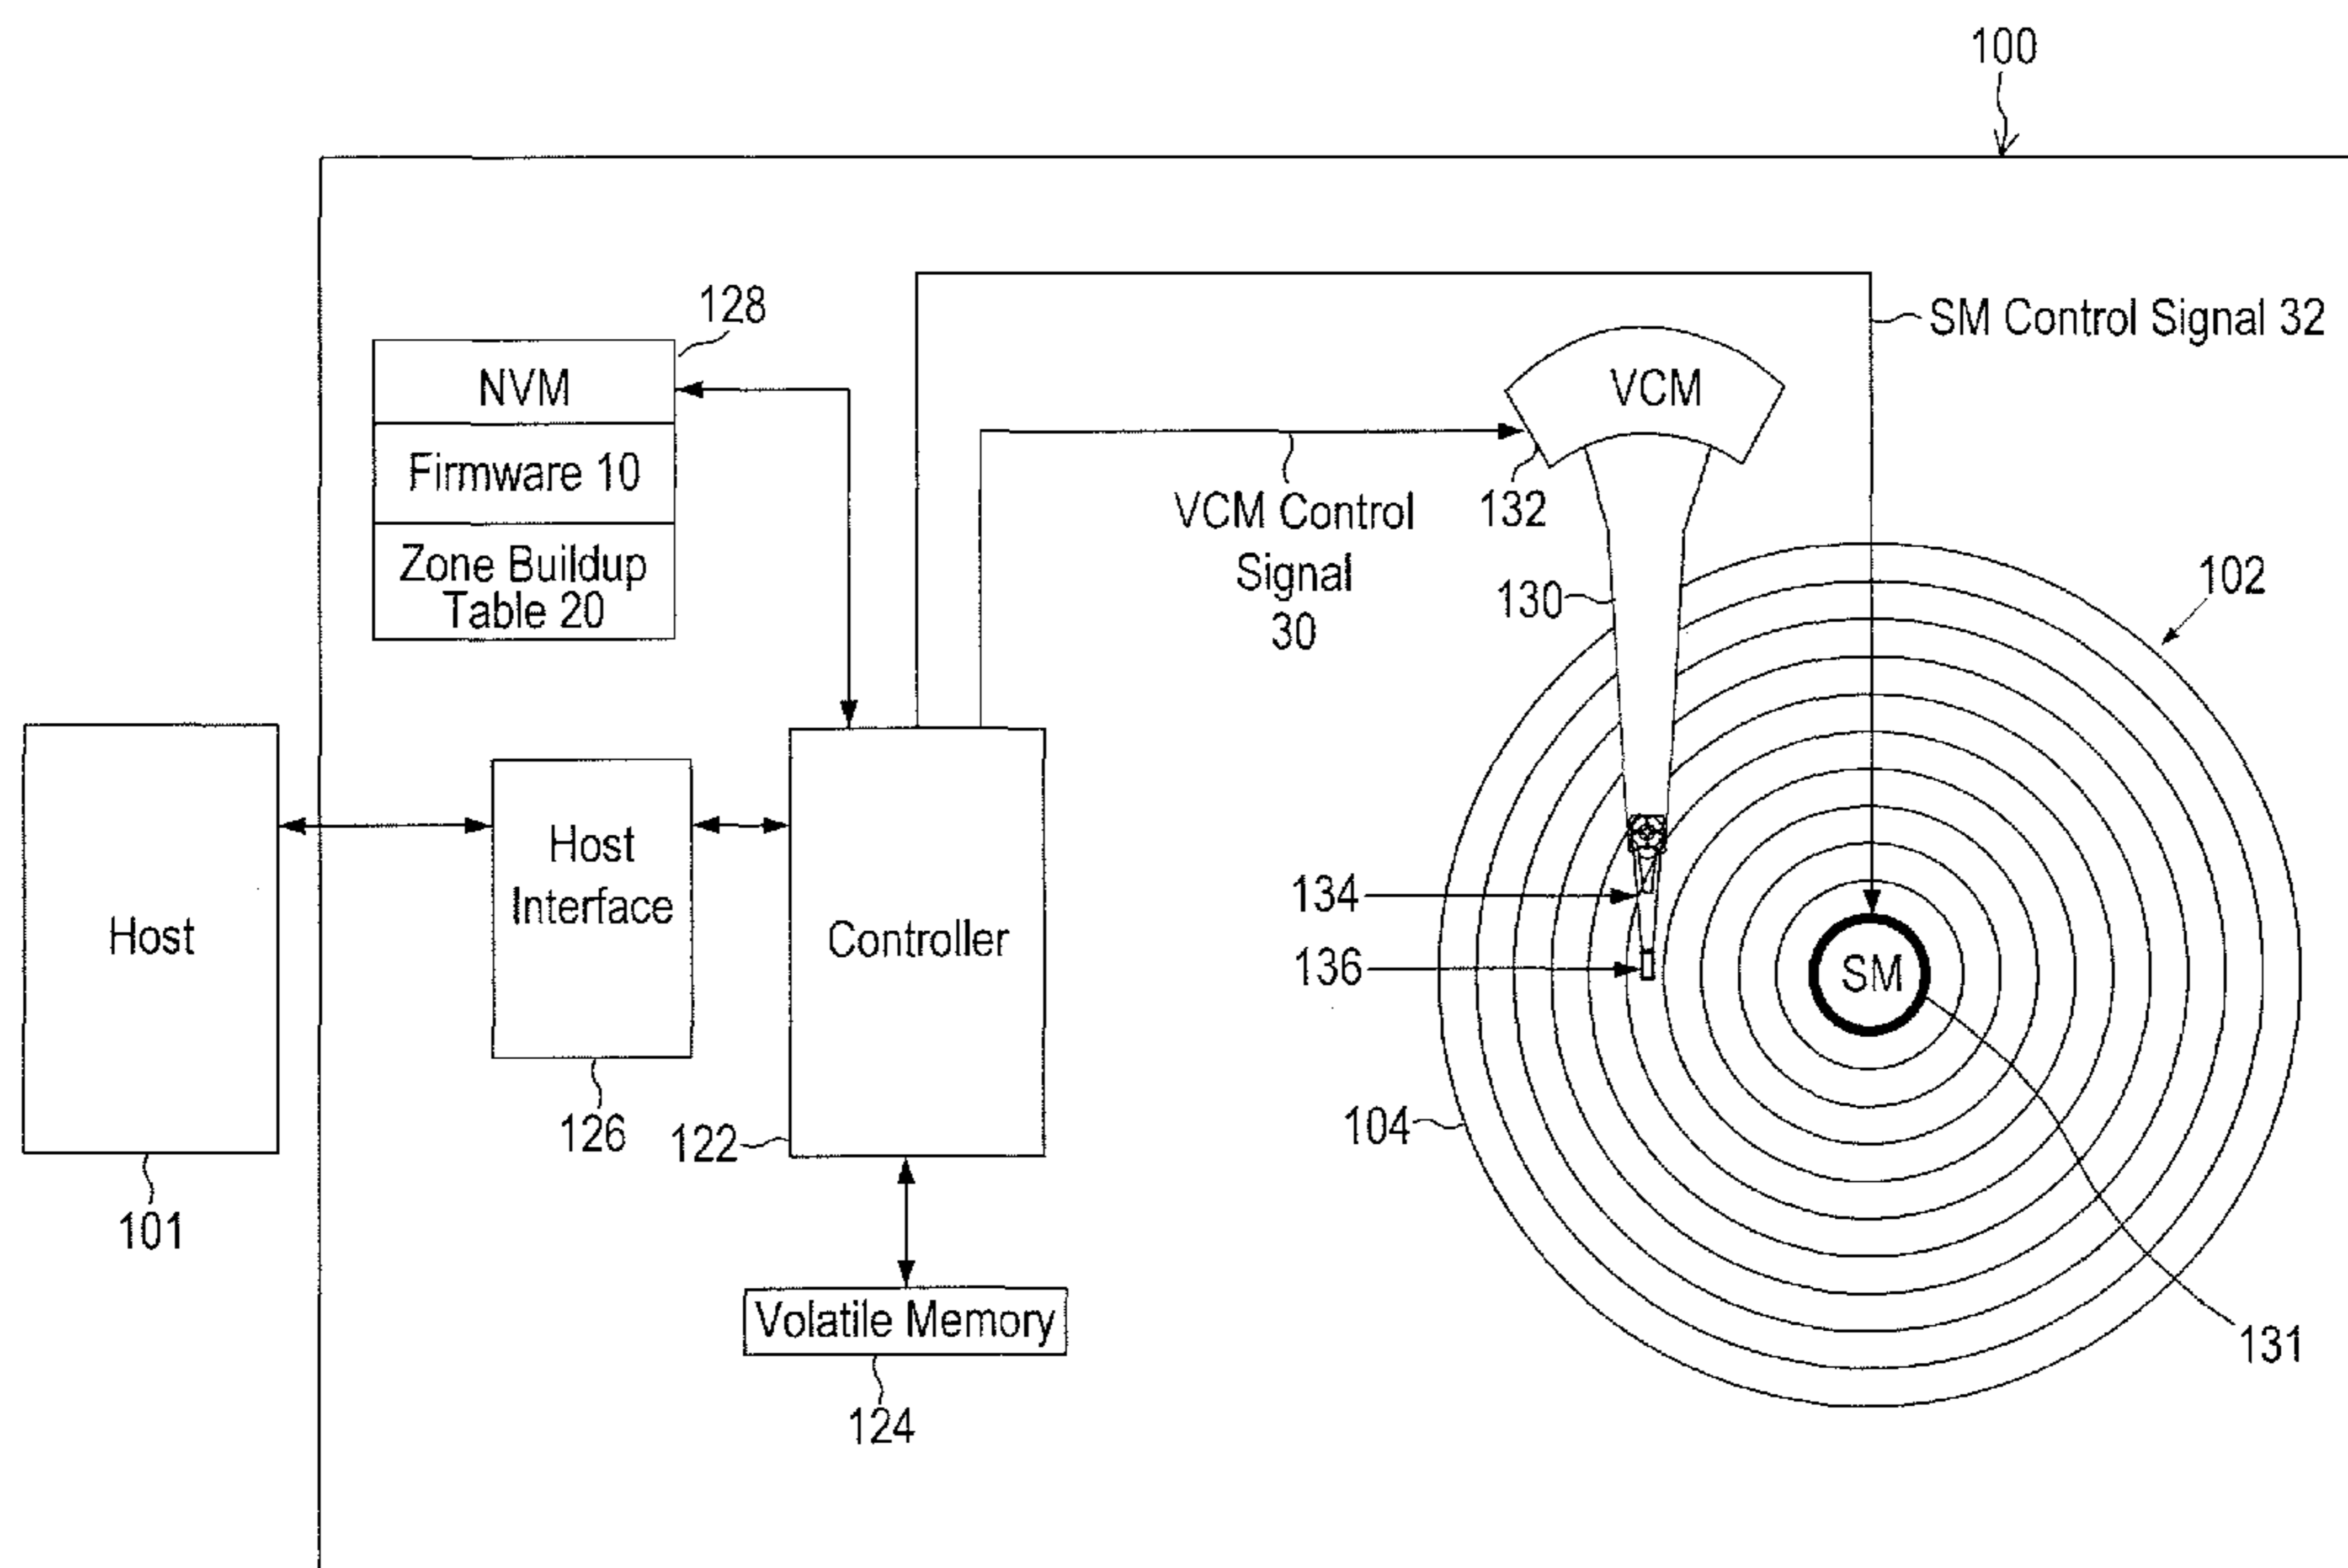 100
128
NVM
Firmware 10
Zone Buildup
Table 20
SM Control Signal 32
VCM
132
VCM Control
Signal
30
130
102
Host
101
Host
Interface
126
Controller
122
Volatile Memory
124
134
136
SM
104
131